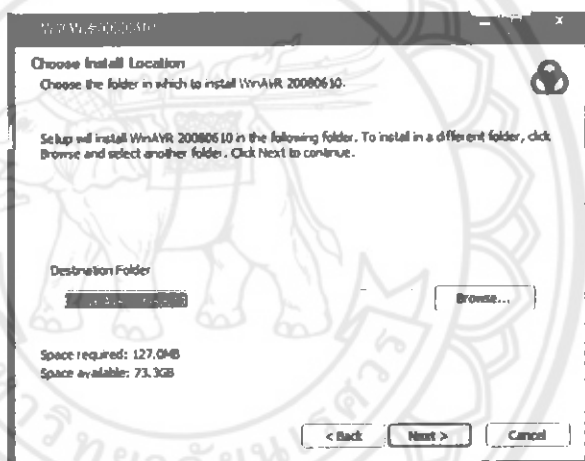 Choose Install Location
Choose the folder in which to install WinAVR 20080610.
Setup will install WinAVR 20080610 in the following folder. To install in a different folder, click
Browse and select another folder. Click Next to continue.
Destination Folder
Browse...
Space required: 127.0MB
Space available: 73.3GB
< Back
Next >
Cancel